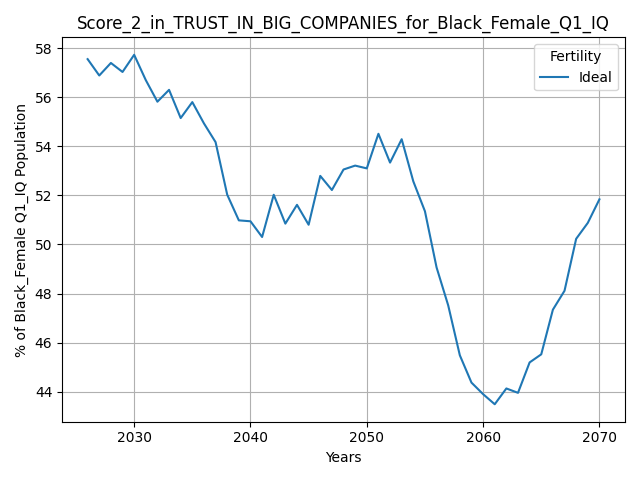 Score_2_in_TRUST_IN_BIG_COMPANIES_for_Black_Female_Q1_IQ
Fertility
Ideal
% of Black_Female Q1_IQ Population
58
56
54
52
50
48
46
44
2030
2040
2050
2060
2070
Years